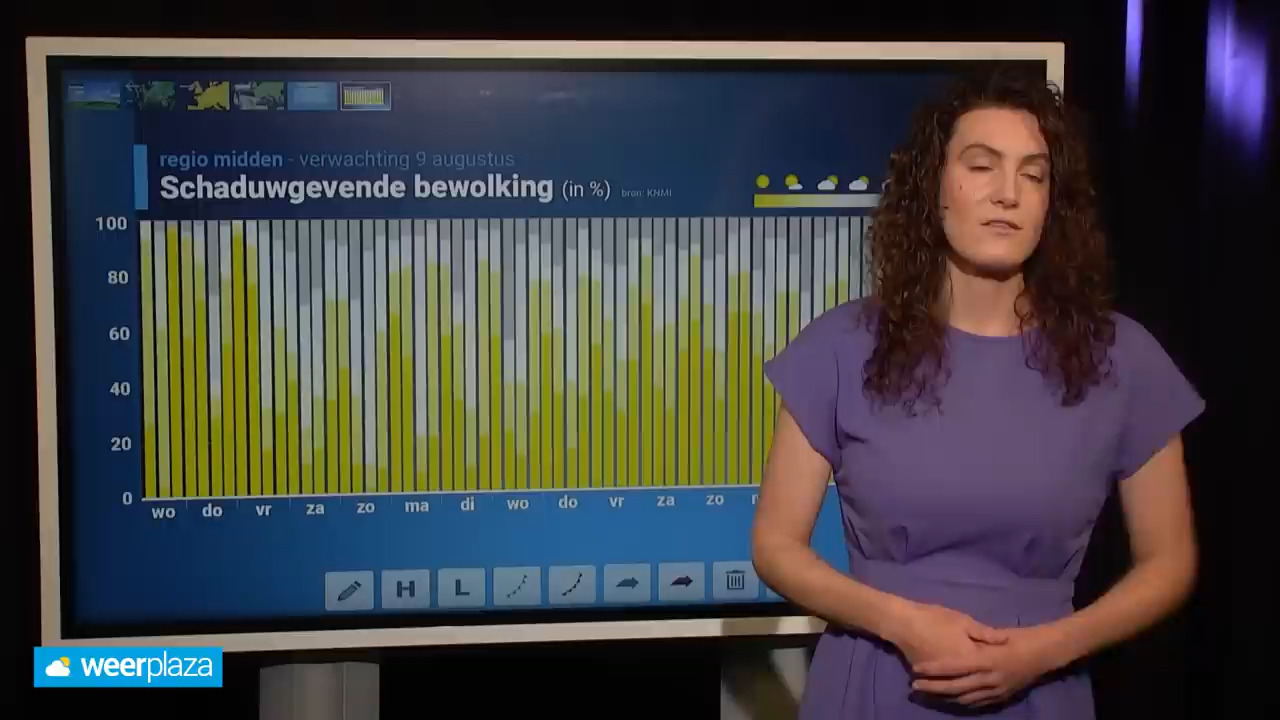 regio midden - verwachting 9 augustus
Schaduwgevende bewolking (in %) bron: KNMI
100
80
60
40
20
0
wo do vr za zo ma di wo do vr za zo
H L
weerplaza